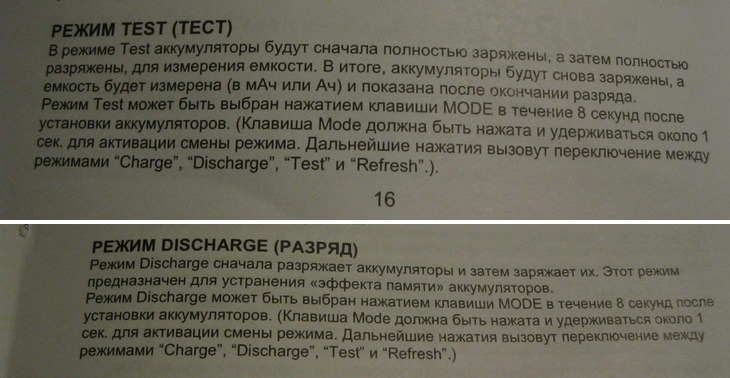 РЕЖИМ TEST (ТЕСТ)
В режиме Test аккумуляторы будут сначала полностью заряжены, а затем полностью
разряжены, для измерения емкости. В итоге, аккумуляторы будут снова заряжены, а
емкость будет измерена (в мАч или Ач) и показана после окончании разряда.
Режим Test может быть выбран нажатием клавиши MODE в течение 8 секунд после
установки аккумуляторов. (Клавиша Mode должна быть нажата и удерживаться около 1
сек. для активации смены режима. Дальнейшие нажатия вызовут переключение между
режимами “Charge”, “Discharge”, “Test” и “Refresh”.).
16
РЕЖИМ DISCHARGE (РАЗРЯД)
Режим Discharge сначала разряжает аккумуляторы и затем заряжает их. Этот режим
предназначен для устранения «эффекта памяти» аккумуляторов.
Режим Discharge может быть выбран нажатием клавиши MODE в течение 8 секунд после
установки аккумуляторов. (Клавиша Mode должна быть нажата и удерживаться около 1
сек. для активации смены режима. Дальнейшие нажатия вызовут переключение между
режимами “Charge”, “Discharge”, “Test” и “Refresh”.)